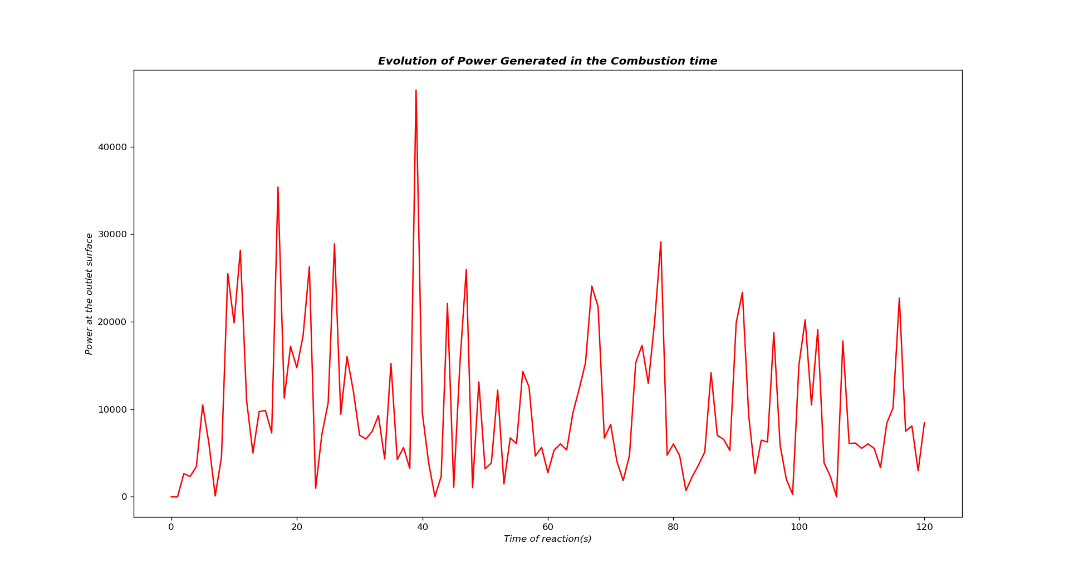 Evolution of Power Generated in the Combustion time
Power at the outlet surface
40000
30000
20000
10000
0
0 20 40 60 80 100 120
Time of reaction(s)